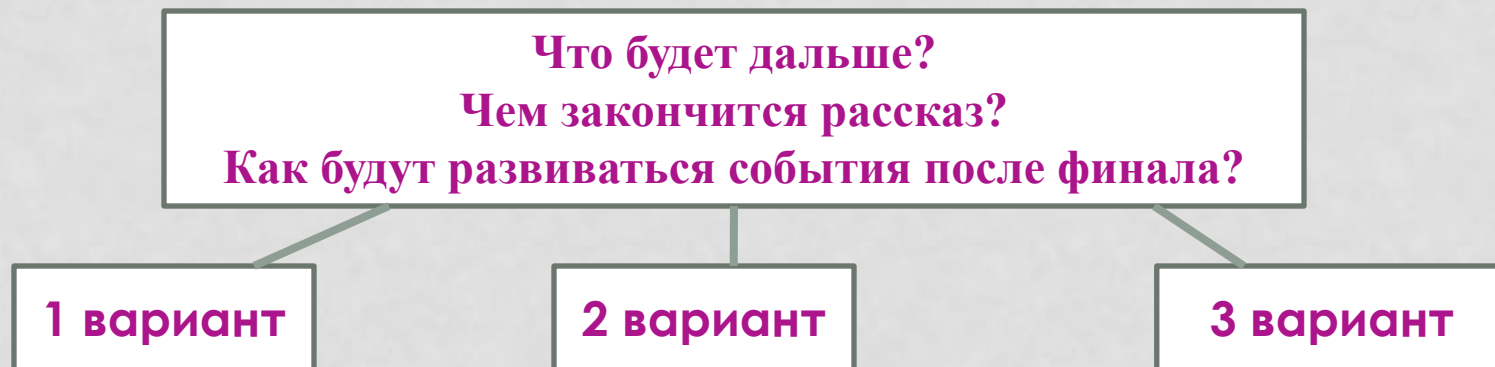 Что будет дальше?
Чем закончится рассказ?
Как будут развиваться события после финала?
1 вариант
2 вариант
3 вариант